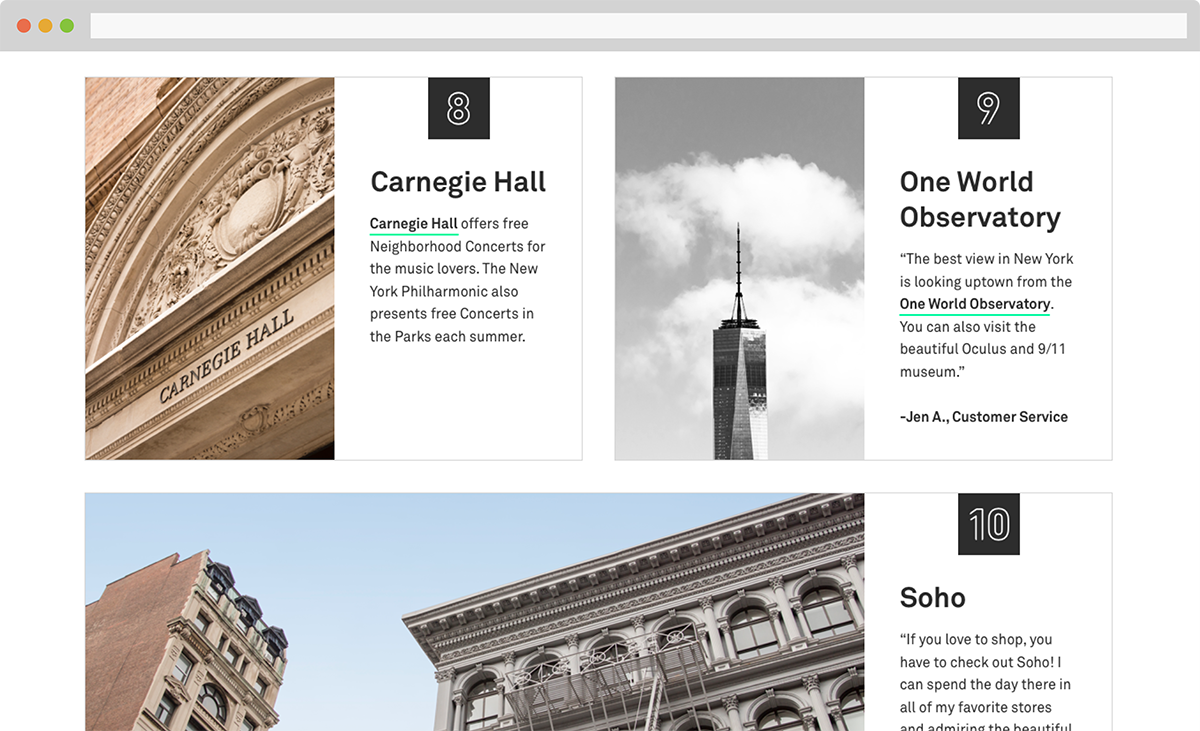 8
Carnegie Hall
Carnegie Hall offers free
Neighborhood Concerts for
the music lovers. The New
York Philharmonic also
presents free Concerts in
the Parks each summer.
CARNEGIE HALL
9
One World
Observatory
“The best view in New York
is looking uptown from the
One World Observatory.
You can also visit the
beautiful Oculus and 9/11
museum.”
-Jen A., Customer Service
10
Soho
“If you love to shop, you
have to check out Soho! I
can spend the day there in
all of my favorite stores
and admiring the beautiful